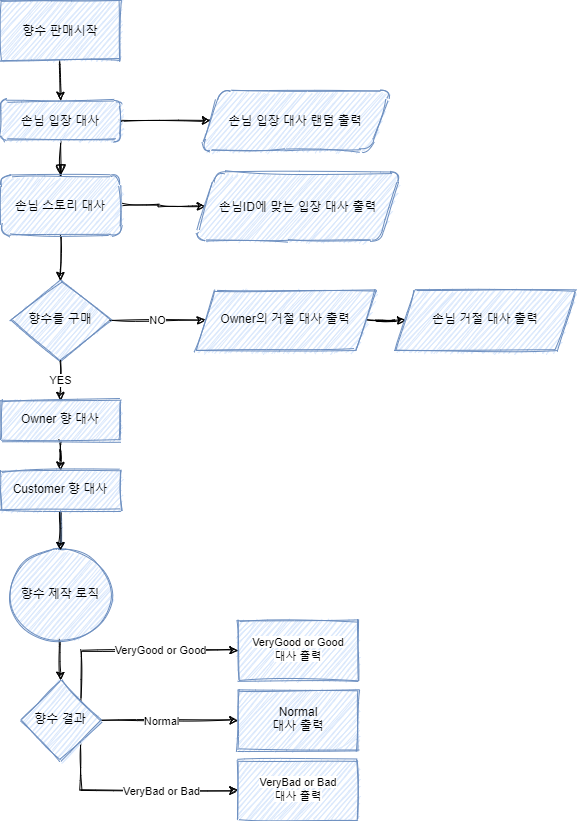 향수 판매시작
손님 입장 대사
손님 입장 대사 랜덤 출력
손님 스토리 대사
손님ID에 맞는 입장 대사 출력
향수를 구매
NO
Owner의 거절 대사 출력
손님 거절 대사 출력
YES
Owner 향 대사
Customer 향 대사
향수 제작 로직
VeryGood or Good
VeryGood or Good
대사 출력
향수 결과
Normal
Normal
대사 출력
VeryBad or Bad
VeryBad or Bad
대사 출력